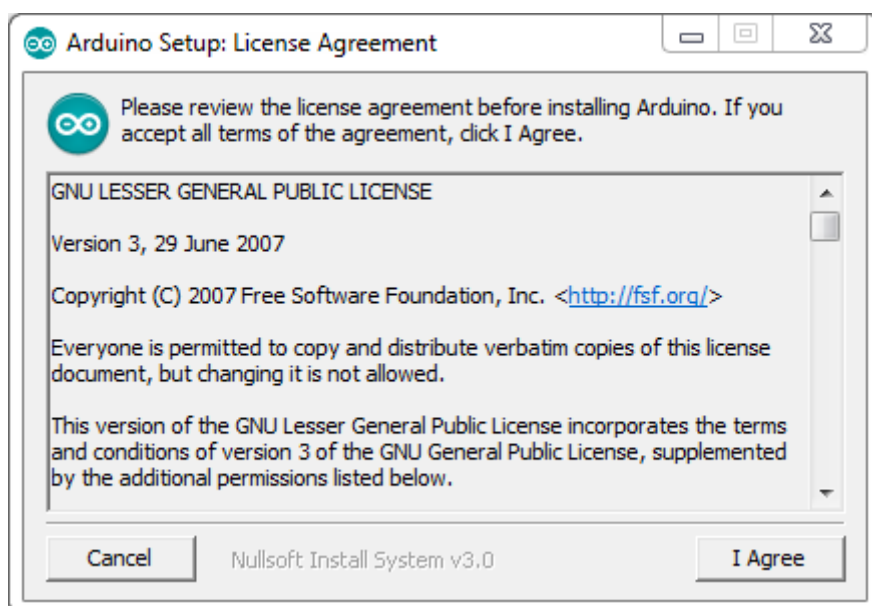 Arduino Setup: License Agreement
Please review the license agreement before installing Arduino. If you
accept all terms of the agreement, click I Agree.
GNU LESSER GENERAL PUBLIC LICENSE
Version 3, 29 June 2007
Copyright (C) 2007 Free Software Foundation, Inc. <http://fsf.org/>
Everyone is permitted to copy and distribute verbatim copies of this license
document, but changing it is not allowed.
This version of the GNU Lesser General Public License incorporates the terms
and conditions of version 3 of the GNU General Public License, supplemented
by the additional permissions listed below.
Cancel
Nullsoft Install System v3.0
I Agree